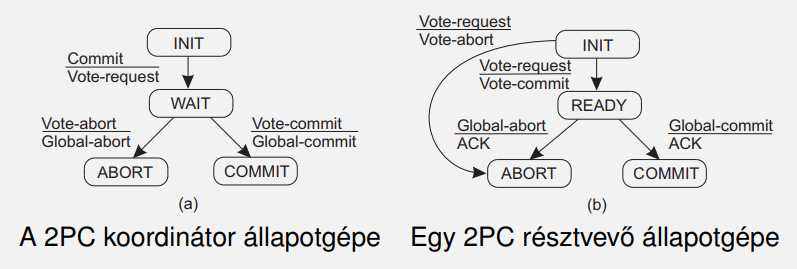 INIT
Commit
Vote-request
WAIT
Vote-abort
Global-abort
Vote-commit
Global-commit
ABORT
COMMIT
(a)
A 2PC koordinátor állapotgépe
Vote-request
Vote-abort
INIT
Vote-request
Vote-commit
READY
Global-abort
ACK
Global-commit
ACK
ABORT
COMMIT
(b)
Egy 2PC résztvevő állapotgépe